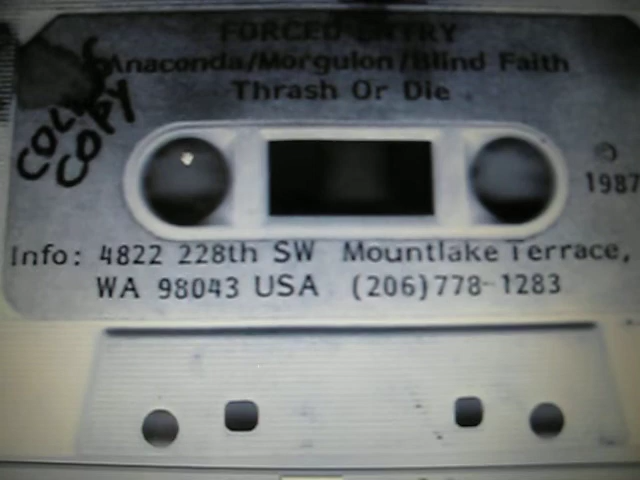 FORCED ENTRY
Anaconda/Morgulon/Blind Faith
Thrash Or Die
COPY
© 1987
Info: 4822 228th SW Mountlake Terrace,
WA 98043 USA (206)778-1283